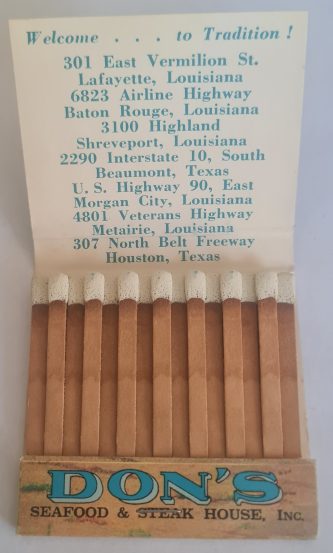 Welcome . . . to Tradition !
301 East Vermilion St.
Lafayette, Louisiana
6823 Airline Highway
Baton Rouge, Louisiana
3100 Highland
Shreveport, Louisiana
2290 Interstate 10, South
Beaumont, Texas
U. S. Highway 90, East
Morgan City, Louisiana
4801 Veterans Highway
Metairie, Louisiana
307 North Belt Freeway
Houston, Texas
DON'S
SEAFOOD & STEAK HOUSE, INC.